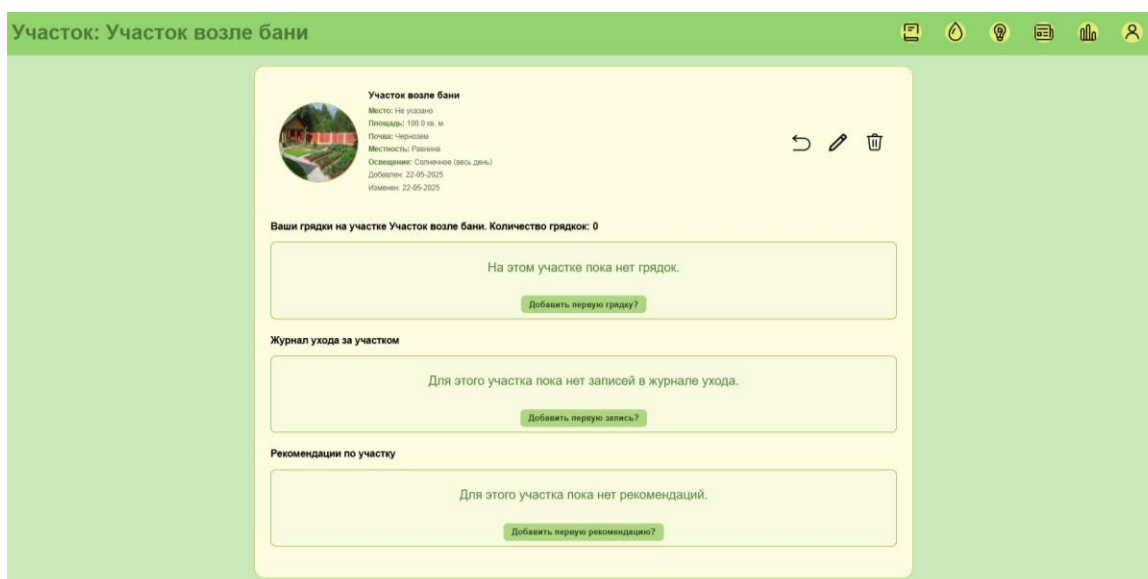 Участок: Участок возле бани
Участок возле бани
Место: Не указано
Площадь: 100.0 кв. м
Почва: Чернозем
Местность: Равнина
Освещение: Солнечное (весь день)
Добавлен: 22-05-2025
Изменен: 22-05-2025
Ваши грядки на участке Участок возле бани. Количество грядкок: 0
На этом участке пока нет грядок.
Добавить первую грядку?
Журнал ухода за участком
Для этого участка пока нет записей в журнале ухода.
Добавить первую запись?
Рекомендации по участку
Для этого участка пока нет рекомендаций.
Добавить первую рекомендацию?